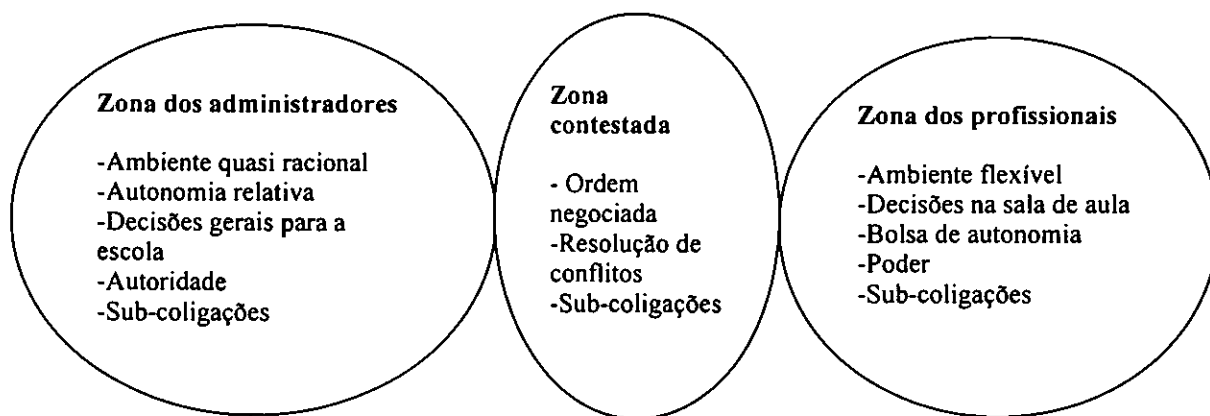 Zona dos administradores
-Ambiente quasi racional
-Autonomia relativa
-Decisões gerais para a
escola
-Autoridade
-Sub-coligações
Zona
contestada
- Ordem
negociada
-Resolução de
conflitos
-Sub-coligações
Zona dos profissionais
-Ambiente flexível
-Decisões na sala de aula
-Bolsa de autonomia
-Poder
-Sub-coligações